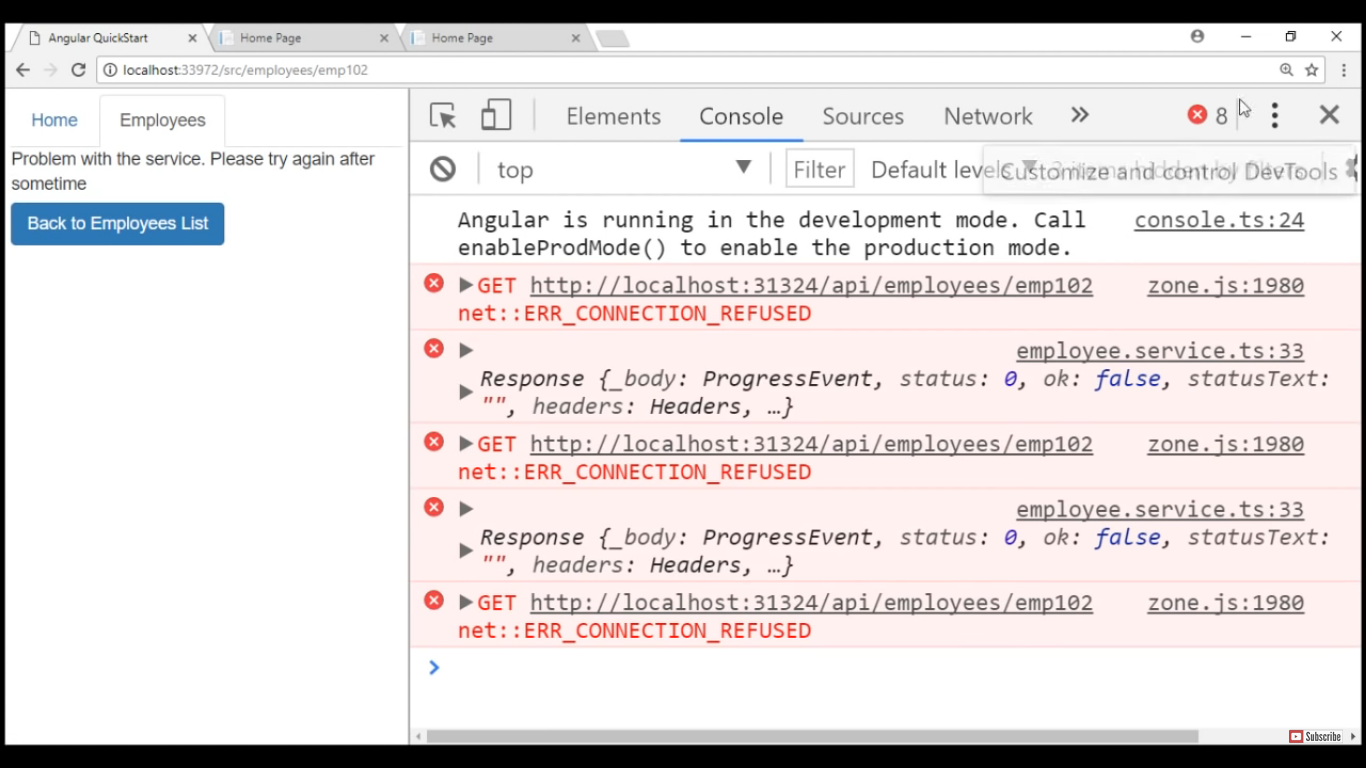 Angular QuickStart
Home Page
Home Page
localhost:33972/src/employees/emp102
Home
Employees
Problem with the service. Please try again after
sometime
Back to Employees List
Elements
Console
Sources
Network
8
top
Filter
Default levels
3 items hidden by filters
Customize and control DevTools
Angular is running in the development mode. Call
console.ts:24
enableProdMode() to enable the production mode.
GET http://localhost:31324/api/employees/emp102
zone.js:1980
net::ERR_CONNECTION_REFUSED
employee.service.ts:33
Response {_body: ProgressEvent, status: 0, ok: false, statusText:
"", headers: Headers, …}
GET http://localhost:31324/api/employees/emp102
zone.js:1980
net::ERR_CONNECTION_REFUSED
employee.service.ts:33
Response {_body: ProgressEvent, status: 0, ok: false, statusText:
"", headers: Headers, …}
GET http://localhost:31324/api/employees/emp102
zone.js:1980
net::ERR_CONNECTION_REFUSED
Subscribe